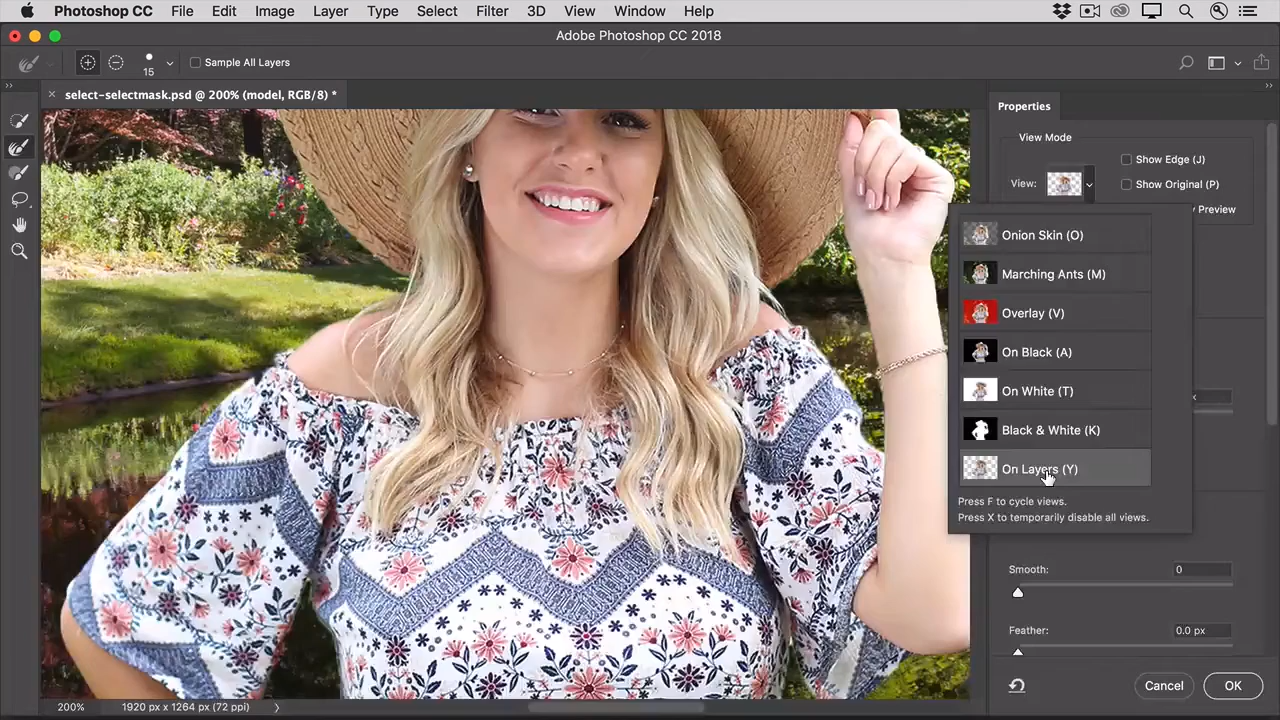 Photoshop CC File Edit Image Layer Type Select Filter 3D View Window Help
Adobe Photoshop CC 2018
15 Sample All Layers
select-selectmask.psd @ 200% (model, RGB/8) *
Properties
View Mode
Show Edge (J)
View:
Show Original (P)
y Preview
Onion Skin (O)
Marching Ants (M)
Overlay (V)
On Black (A)
On White (T)
Black & White (K)
On Layers (Y)
Press F to cycle views.
Press X to temporarily disable all views.
x
Smooth: 0
Feather: 0.0 px
Cancel OK
200% 1920 px x 1264 px (72 ppi)